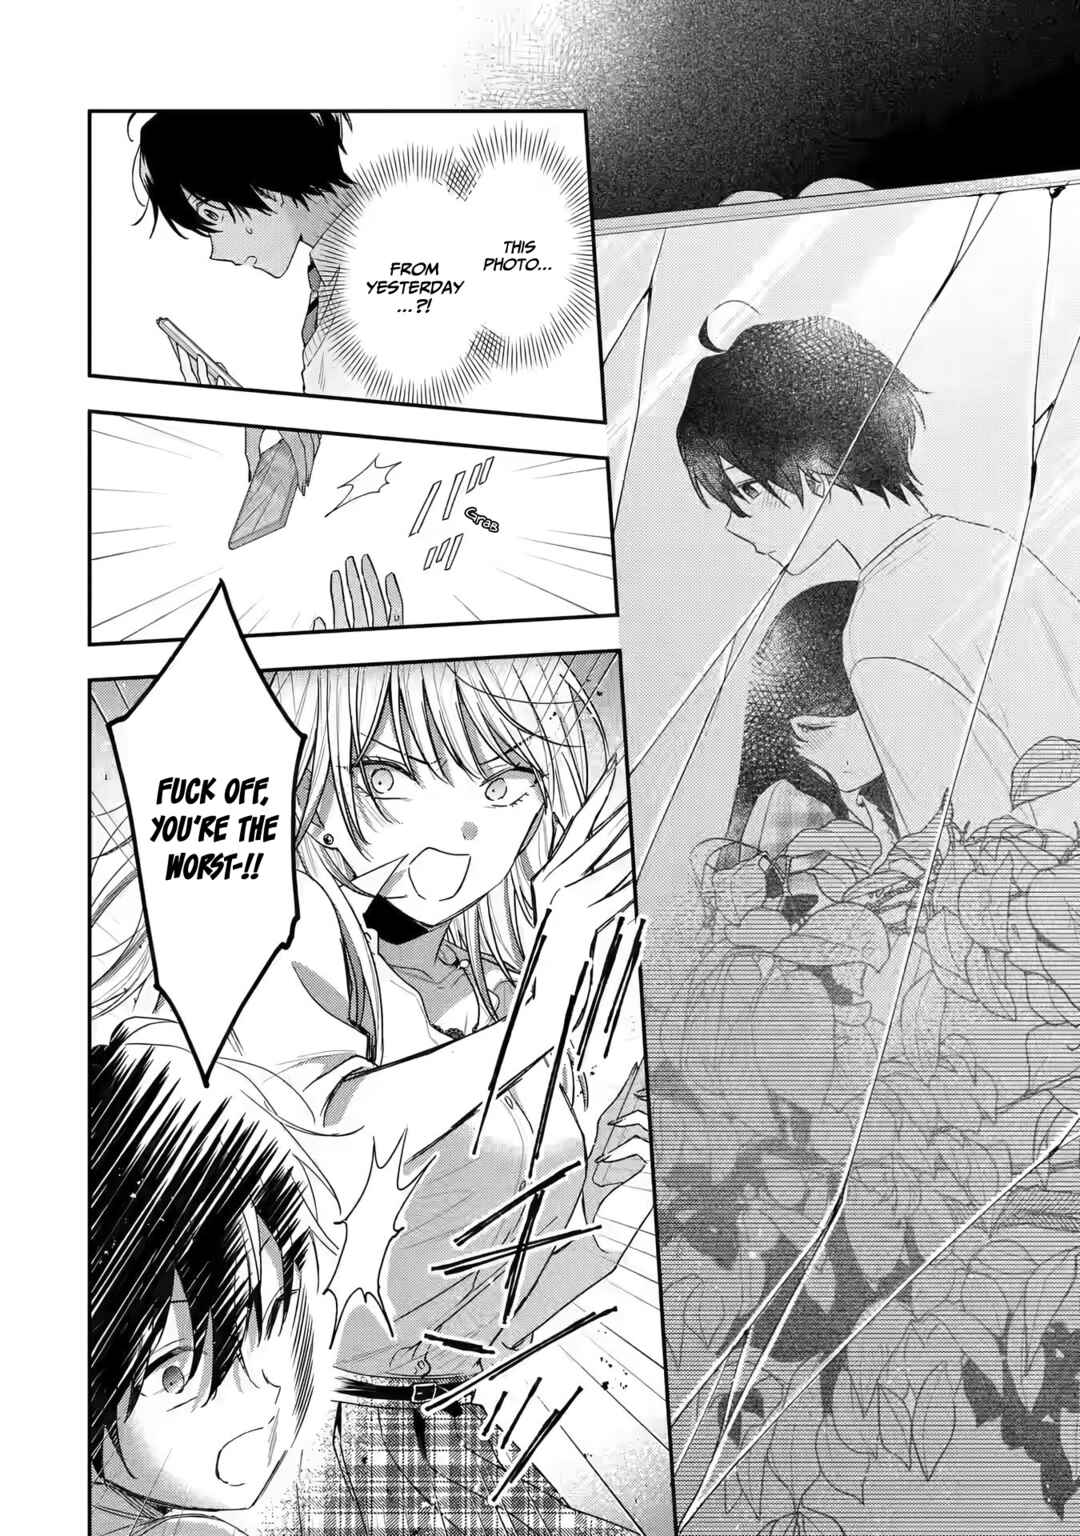 THIS
PHOTO...
FROM
YESTERDAY
...?!
Grab
FUCK OFF,
YOU'RE THE
WORST-!!